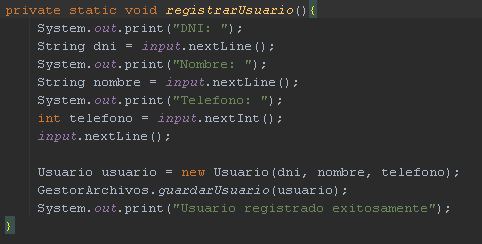 private static void registrarUsuario(){
    System.out.print("DNI: ");
    String dni = input.nextLine();
    System.out.print("Nombre: ");
    String nombre = input.nextLine();
    System.out.print("Telefono: ");
    int telefono = input.nextInt();
    input.nextLine();

    Usuario usuario = new Usuario(dni, nombre, telefono);
    GestorArchivos.guardarUsuario(usuario);
    System.out.print("Usuario registrado exitosamente");
}